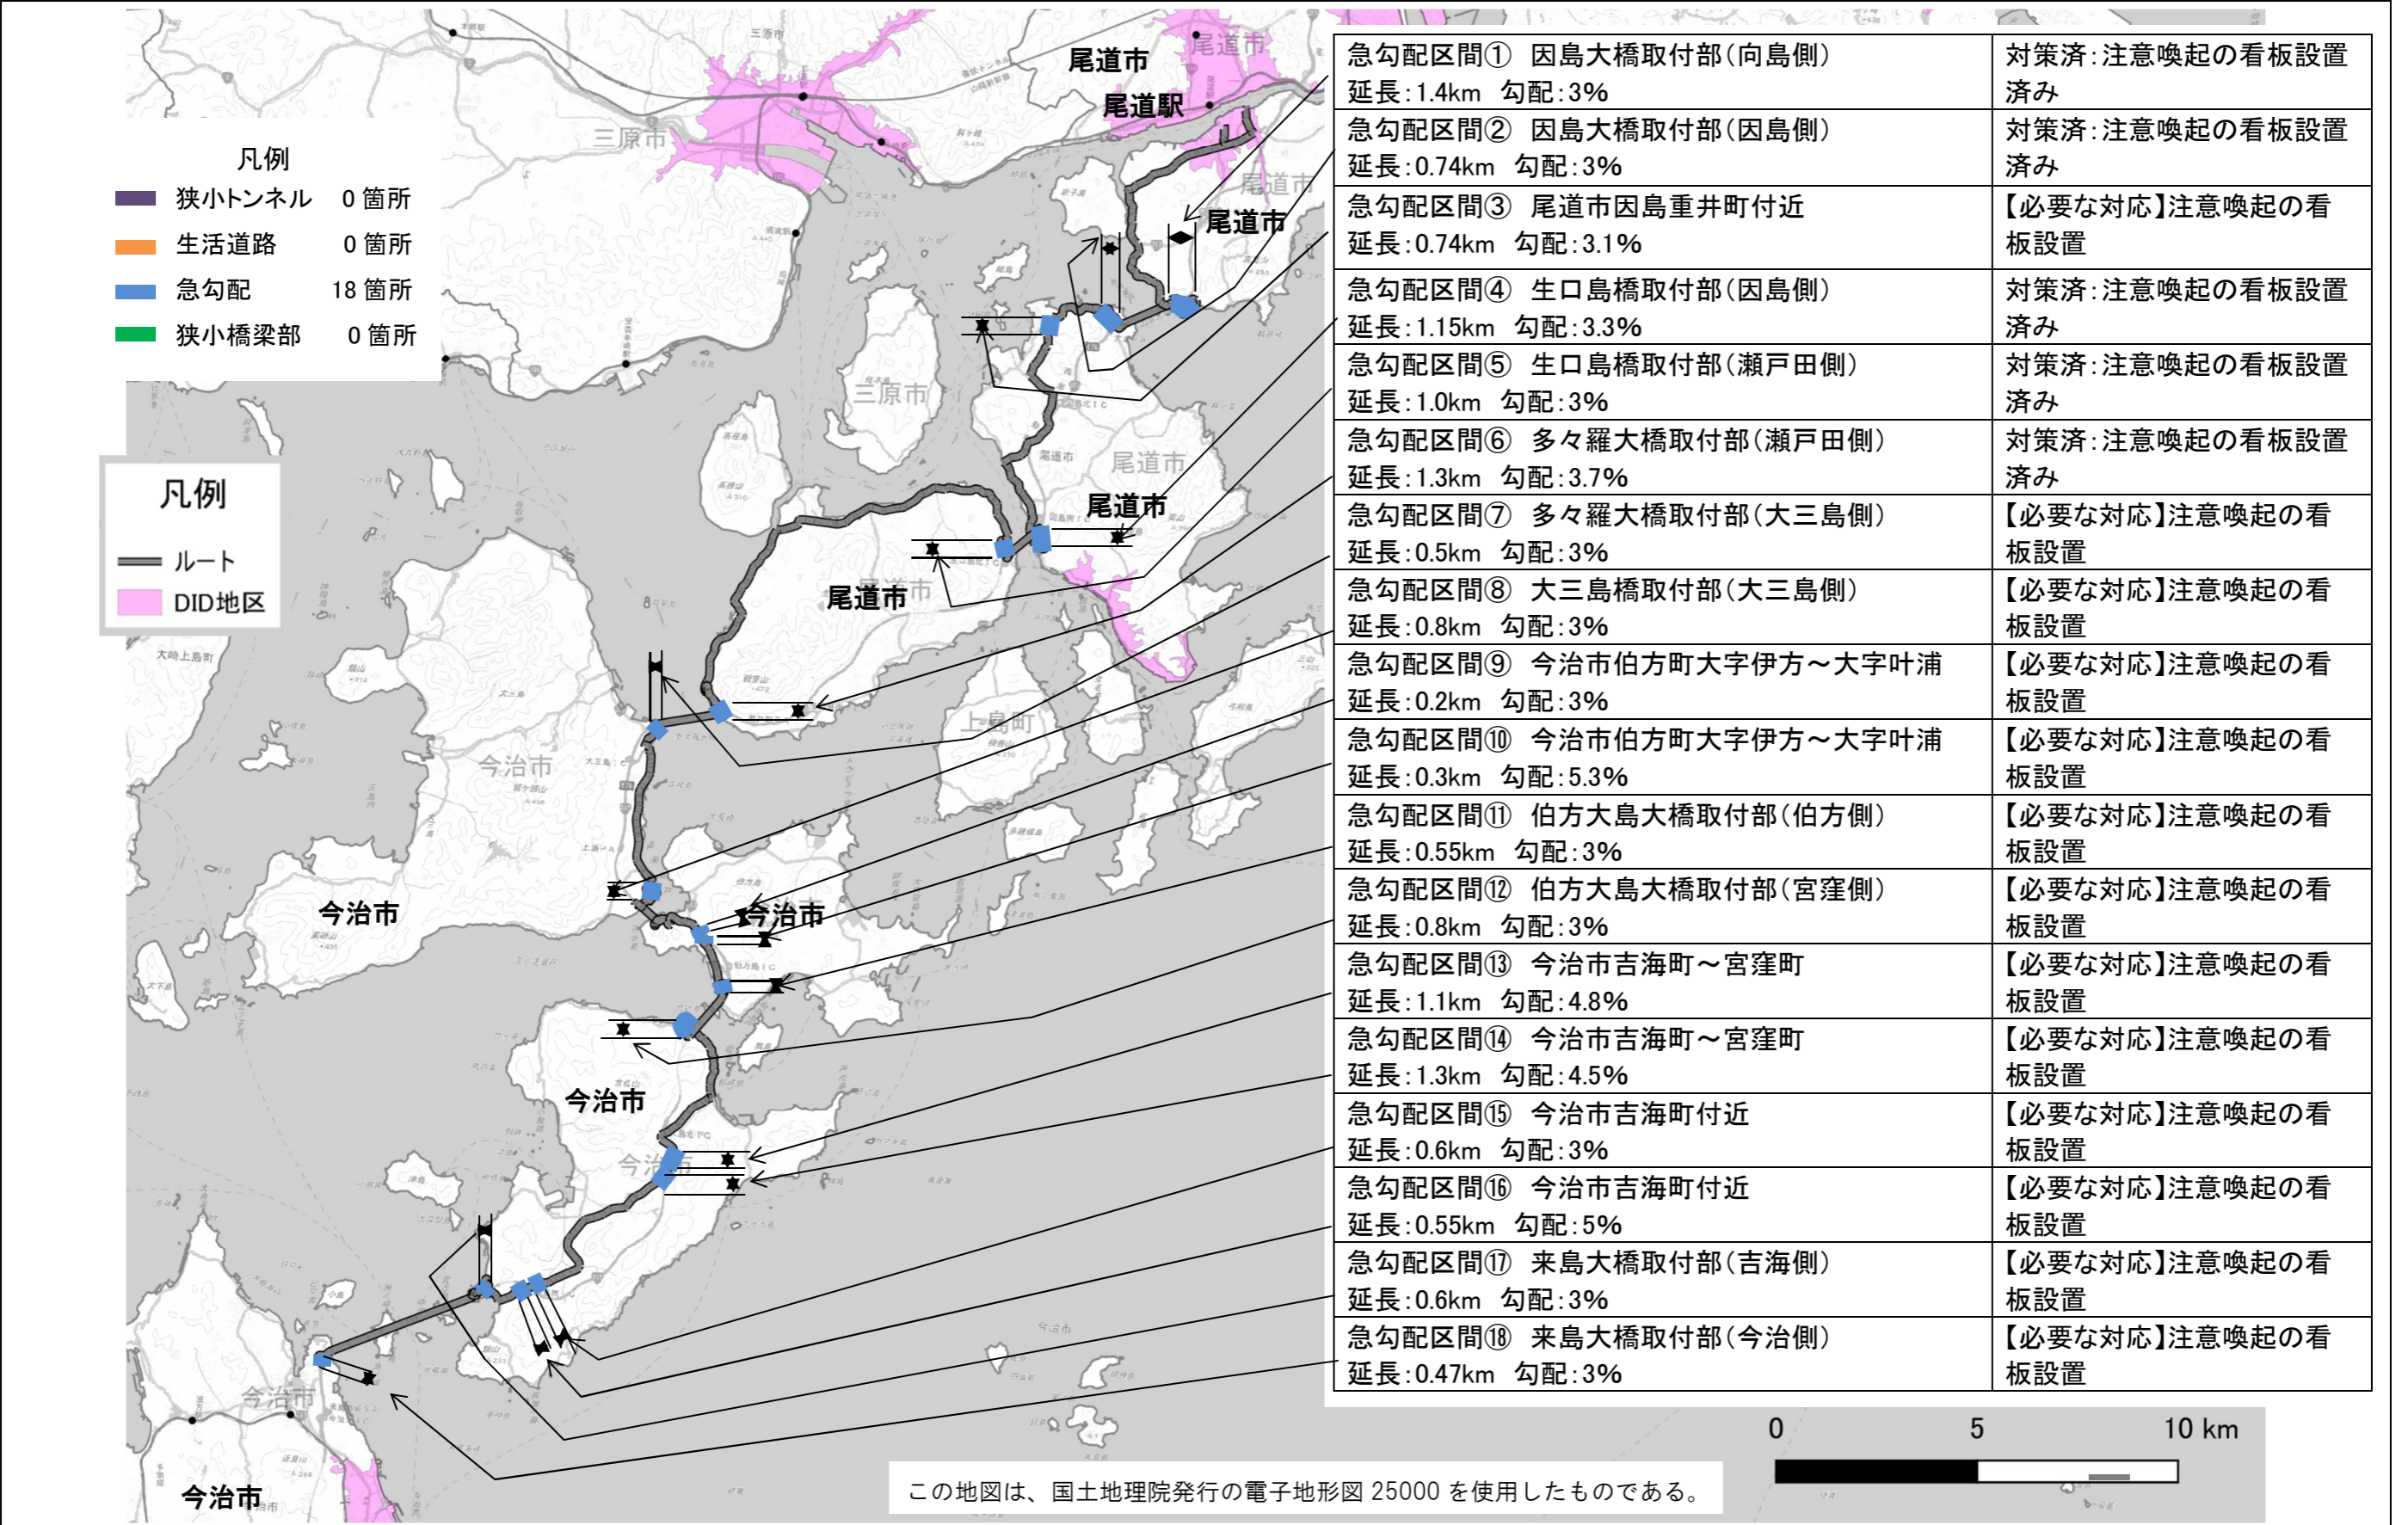 凡例
狭小トンネル 0 箇所
生活道路 0 箇所
急勾配 18 箇所
狭小橋梁部 0 箇所
凡例
ルート
DID地区
尾道市
尾道駅
尾道市
三原市
三原市
尾道市
尾道市
三原市
尾道市
尾道市
尾道市
尾道市
大崎上島町
上島町
今治市
今治市
今治市
今治市
今治市
今治市
今治市
急勾配区間① 因島大橋取付部(向島側)
延長:1.4km 勾配:3%
対策済:注意喚起の看板設置
済み
急勾配区間② 因島大橋取付部(因島側)
延長:0.74km 勾配:3%
対策済:注意喚起の看板設置
済み
急勾配区間③ 尾道市因島重井町付近
延長:0.74km 勾配:3.1%
【必要な対応】注意喚起の看
板設置
急勾配区間④ 生口島橋取付部(因島側)
延長:1.15km 勾配:3.3%
対策済:注意喚起の看板設置
済み
急勾配区間⑤ 生口島橋取付部(瀬戸田側)
延長:1.0km 勾配:3%
対策済:注意喚起の看板設置
済み
急勾配区間⑥ 多々羅大橋取付部(瀬戸田側)
延長:1.3km 勾配:3.7%
対策済:注意喚起の看板設置
済み
急勾配区間⑦ 多々羅大橋取付部(大三島側)
延長:0.5km 勾配:3%
【必要な対応】注意喚起の看
板設置
急勾配区間⑧ 大三島橋取付部(大三島側)
延長:0.8km 勾配:3%
【必要な対応】注意喚起の看
板設置
急勾配区間⑨ 今治市伯方町大字伊方~大字叶浦
延長:0.2km 勾配:3%
【必要な対応】注意喚起の看
板設置
急勾配区間⑩ 今治市伯方町大字伊方~大字叶浦
延長:0.3km 勾配:5.3%
【必要な対応】注意喚起の看
板設置
急勾配区間⑪ 伯方大島大橋取付部(伯方側)
延長:0.55km 勾配:3%
【必要な対応】注意喚起の看
板設置
急勾配区間⑫ 伯方大島大橋取付部(宮窪側)
延長:0.8km 勾配:3%
【必要な対応】注意喚起の看
板設置
急勾配区間⑬ 今治市吉海町~宮窪町
延長:1.1km 勾配:4.8%
【必要な対応】注意喚起の看
板設置
急勾配区間⑭ 今治市吉海町~宮窪町
延長:1.3km 勾配:4.5%
【必要な対応】注意喚起の看
板設置
急勾配区間⑮ 今治市吉海町付近
延長:0.6km 勾配:3%
【必要な対応】注意喚起の看
板設置
急勾配区間⑯ 今治市吉海町付近
延長:0.55km 勾配:5%
【必要な対応】注意喚起の看
板設置
急勾配区間⑰ 来島大橋取付部(吉海側)
延長:0.6km 勾配:3%
【必要な対応】注意喚起の看
板設置
急勾配区間⑱ 来島大橋取付部(今治側)
延長:0.47km 勾配:3%
【必要な対応】注意喚起の看
板設置
0 5 10 km
この地図は、国土地理院発行の電子地形図 25000 を使用したものである。